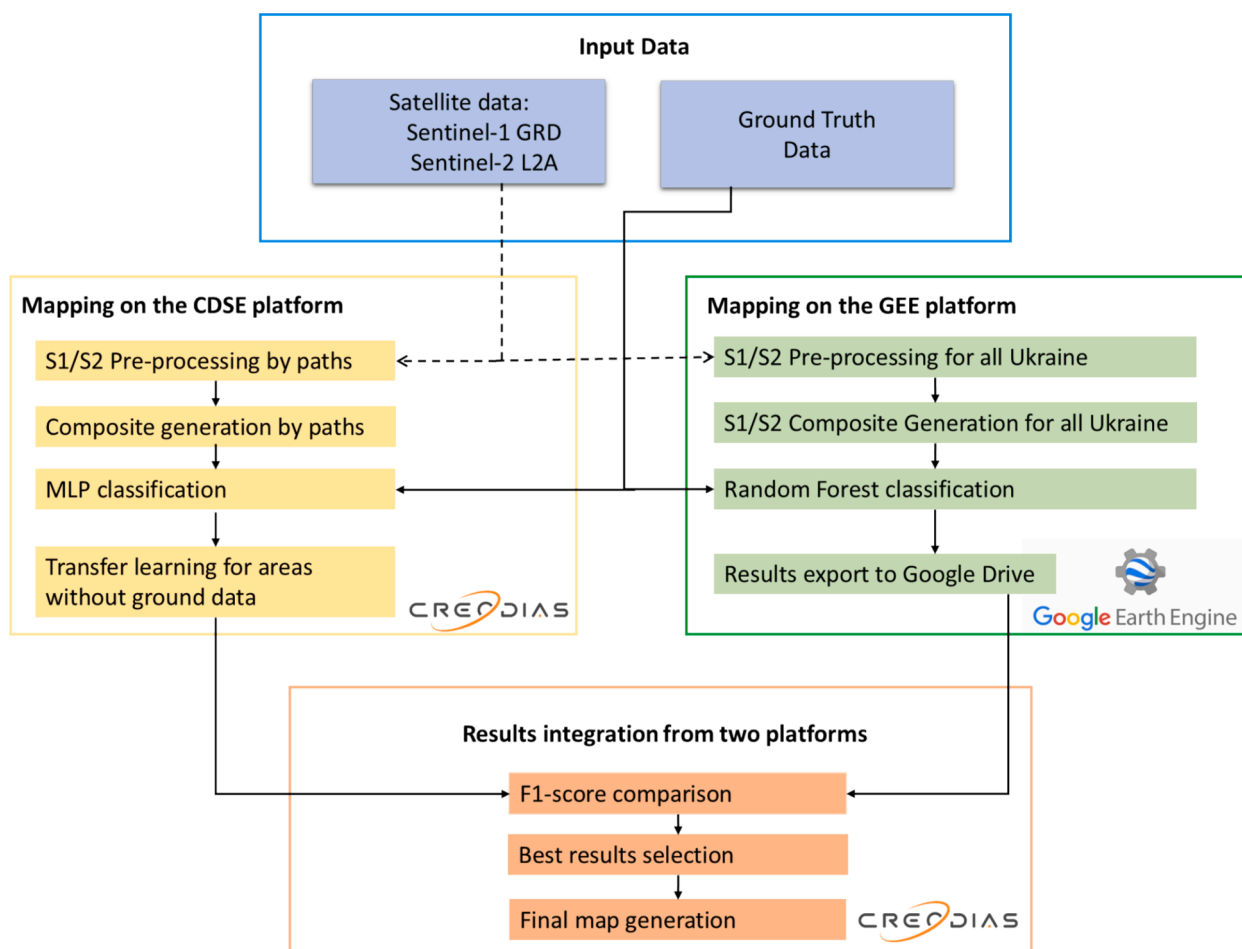 Input Data
Satellite data:
Sentinel-1 GRD
Sentinel-2 L2A
Ground Truth
Data
Mapping on the CDSE platform
S1/S2 Pre-processing by paths
Composite generation by paths
MLP classification
Transfer learning for areas
without ground data
CREODIAS
Mapping on the GEE platform
S1/S2 Pre-processing for all Ukraine
S1/S2 Composite Generation for all Ukraine
Random Forest classification
Results export to Google Drive
Google Earth Engine
Results integration from two platforms
F1-score comparison
Best results selection
Final map generation
CREODIAS